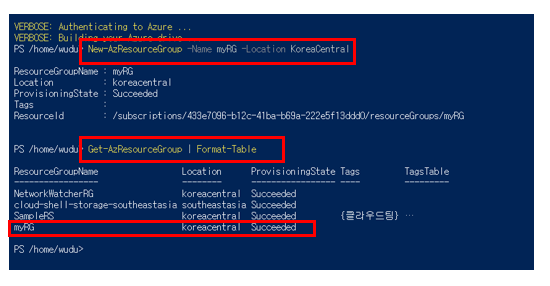 VERBOSE: Authenticating to Azure ...
VERBOSE: Building your Azure drive ...
PS /home/wudu> New-AzResourceGroup -Name myRG -Location KoreaCentral
ResourceGroupName : myRG
Location : koreacentral
ProvisioningState : Succeeded
Tags :
ResourceId : /subscriptions/433e7096-b12c-41ba-b69a-222e5f13ddd0/resourceGroups/myRG
PS /home/wudu> Get-AzResourceGroup | Format-Table
ResourceGroupName Location ProvisioningState Tags TagsTable
----------------- -------- ----------------- ---- ---------
NetworkWatcherRG koreacentral Succeeded
cloud-shell-storage-southeastasia southeastasia Succeeded
SampleRS koreacentral Succeeded {클라우드팀} …
myRG koreacentral Succeeded
PS /home/wudu>